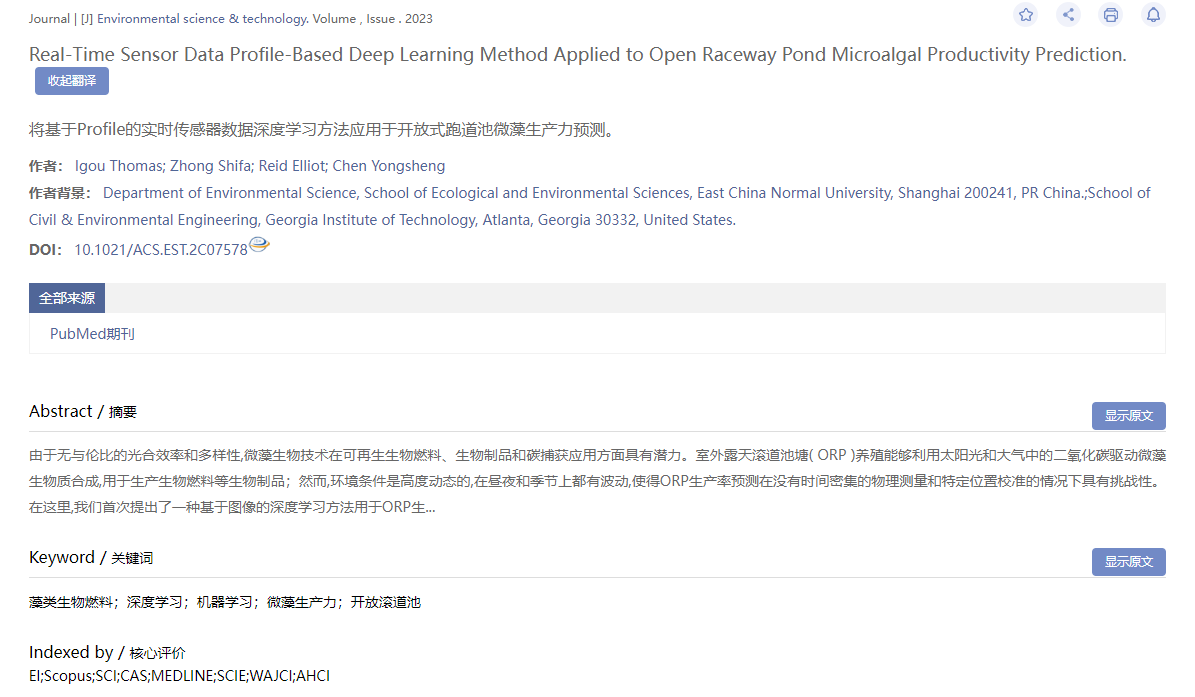 Journal | [J] Environmental science & technology. Volume , Issue . 2023
Real-Time Sensor Data Profile-Based Deep Learning Method Applied to Open Raceway Pond Microalgal Productivity Prediction.
收起翻译
将基于Profile的实时传感器数据深度学习方法应用于开放式跑道池微藻生产力预测。
作者： Igou Thomas; Zhong Shifa; Reid Elliot; Chen Yongsheng
作者背景： Department of Environmental Science, School of Ecological and Environmental Sciences, East China Normal University, Shanghai 200241, PR China.;School of
Civil & Environmental Engineering, Georgia Institute of Technology, Atlanta, Georgia 30332, United States.
DOI： 10.1021/ACS.EST.2C07578
全部来源
PubMed期刊
Abstract / 摘要
显示原文
由于无与伦比的光合效率和多样性,微藻生物技术在可再生生物燃料、生物制品和碳捕获应用方面具有潜力。室外露天滚道池塘( ORP )养殖能够利用太阳光和大气中的二氧化碳驱动微藻
生物质合成,用于生产生物燃料等生物制品；然而,环境条件是高度动态的,在昼夜和季节上都有波动,使得ORP生产率预测在没有时间密集的物理测量和特定位置校准的情况下具有挑战性。
在这里,我们首次提出了一种基于图像的深度学习方法用于ORP生...
Keyword / 关键词
显示原文
藻类生物燃料；深度学习；机器学习；微藻生产力；开放滚道池
Indexed by / 核心评价
EI;Scopus;SCI;CAS;MEDLINE;SCIE;WAJCI;AHCI